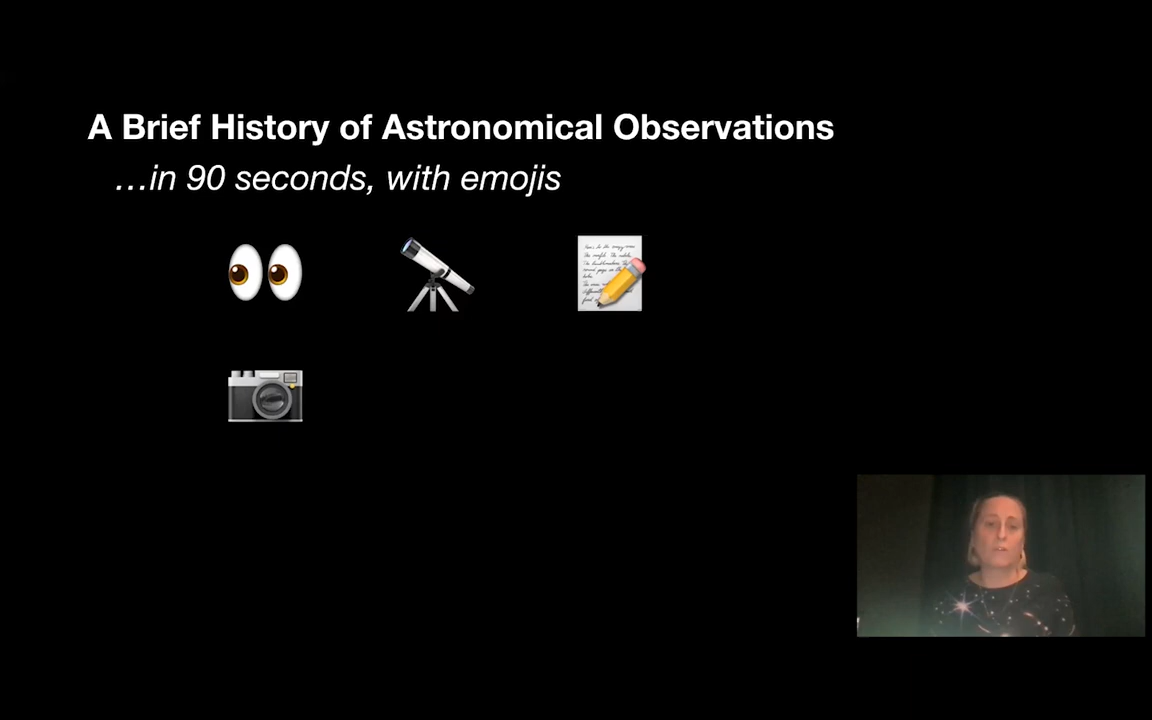 A Brief History of Astronomical Observations
…in 90 seconds, with emojis